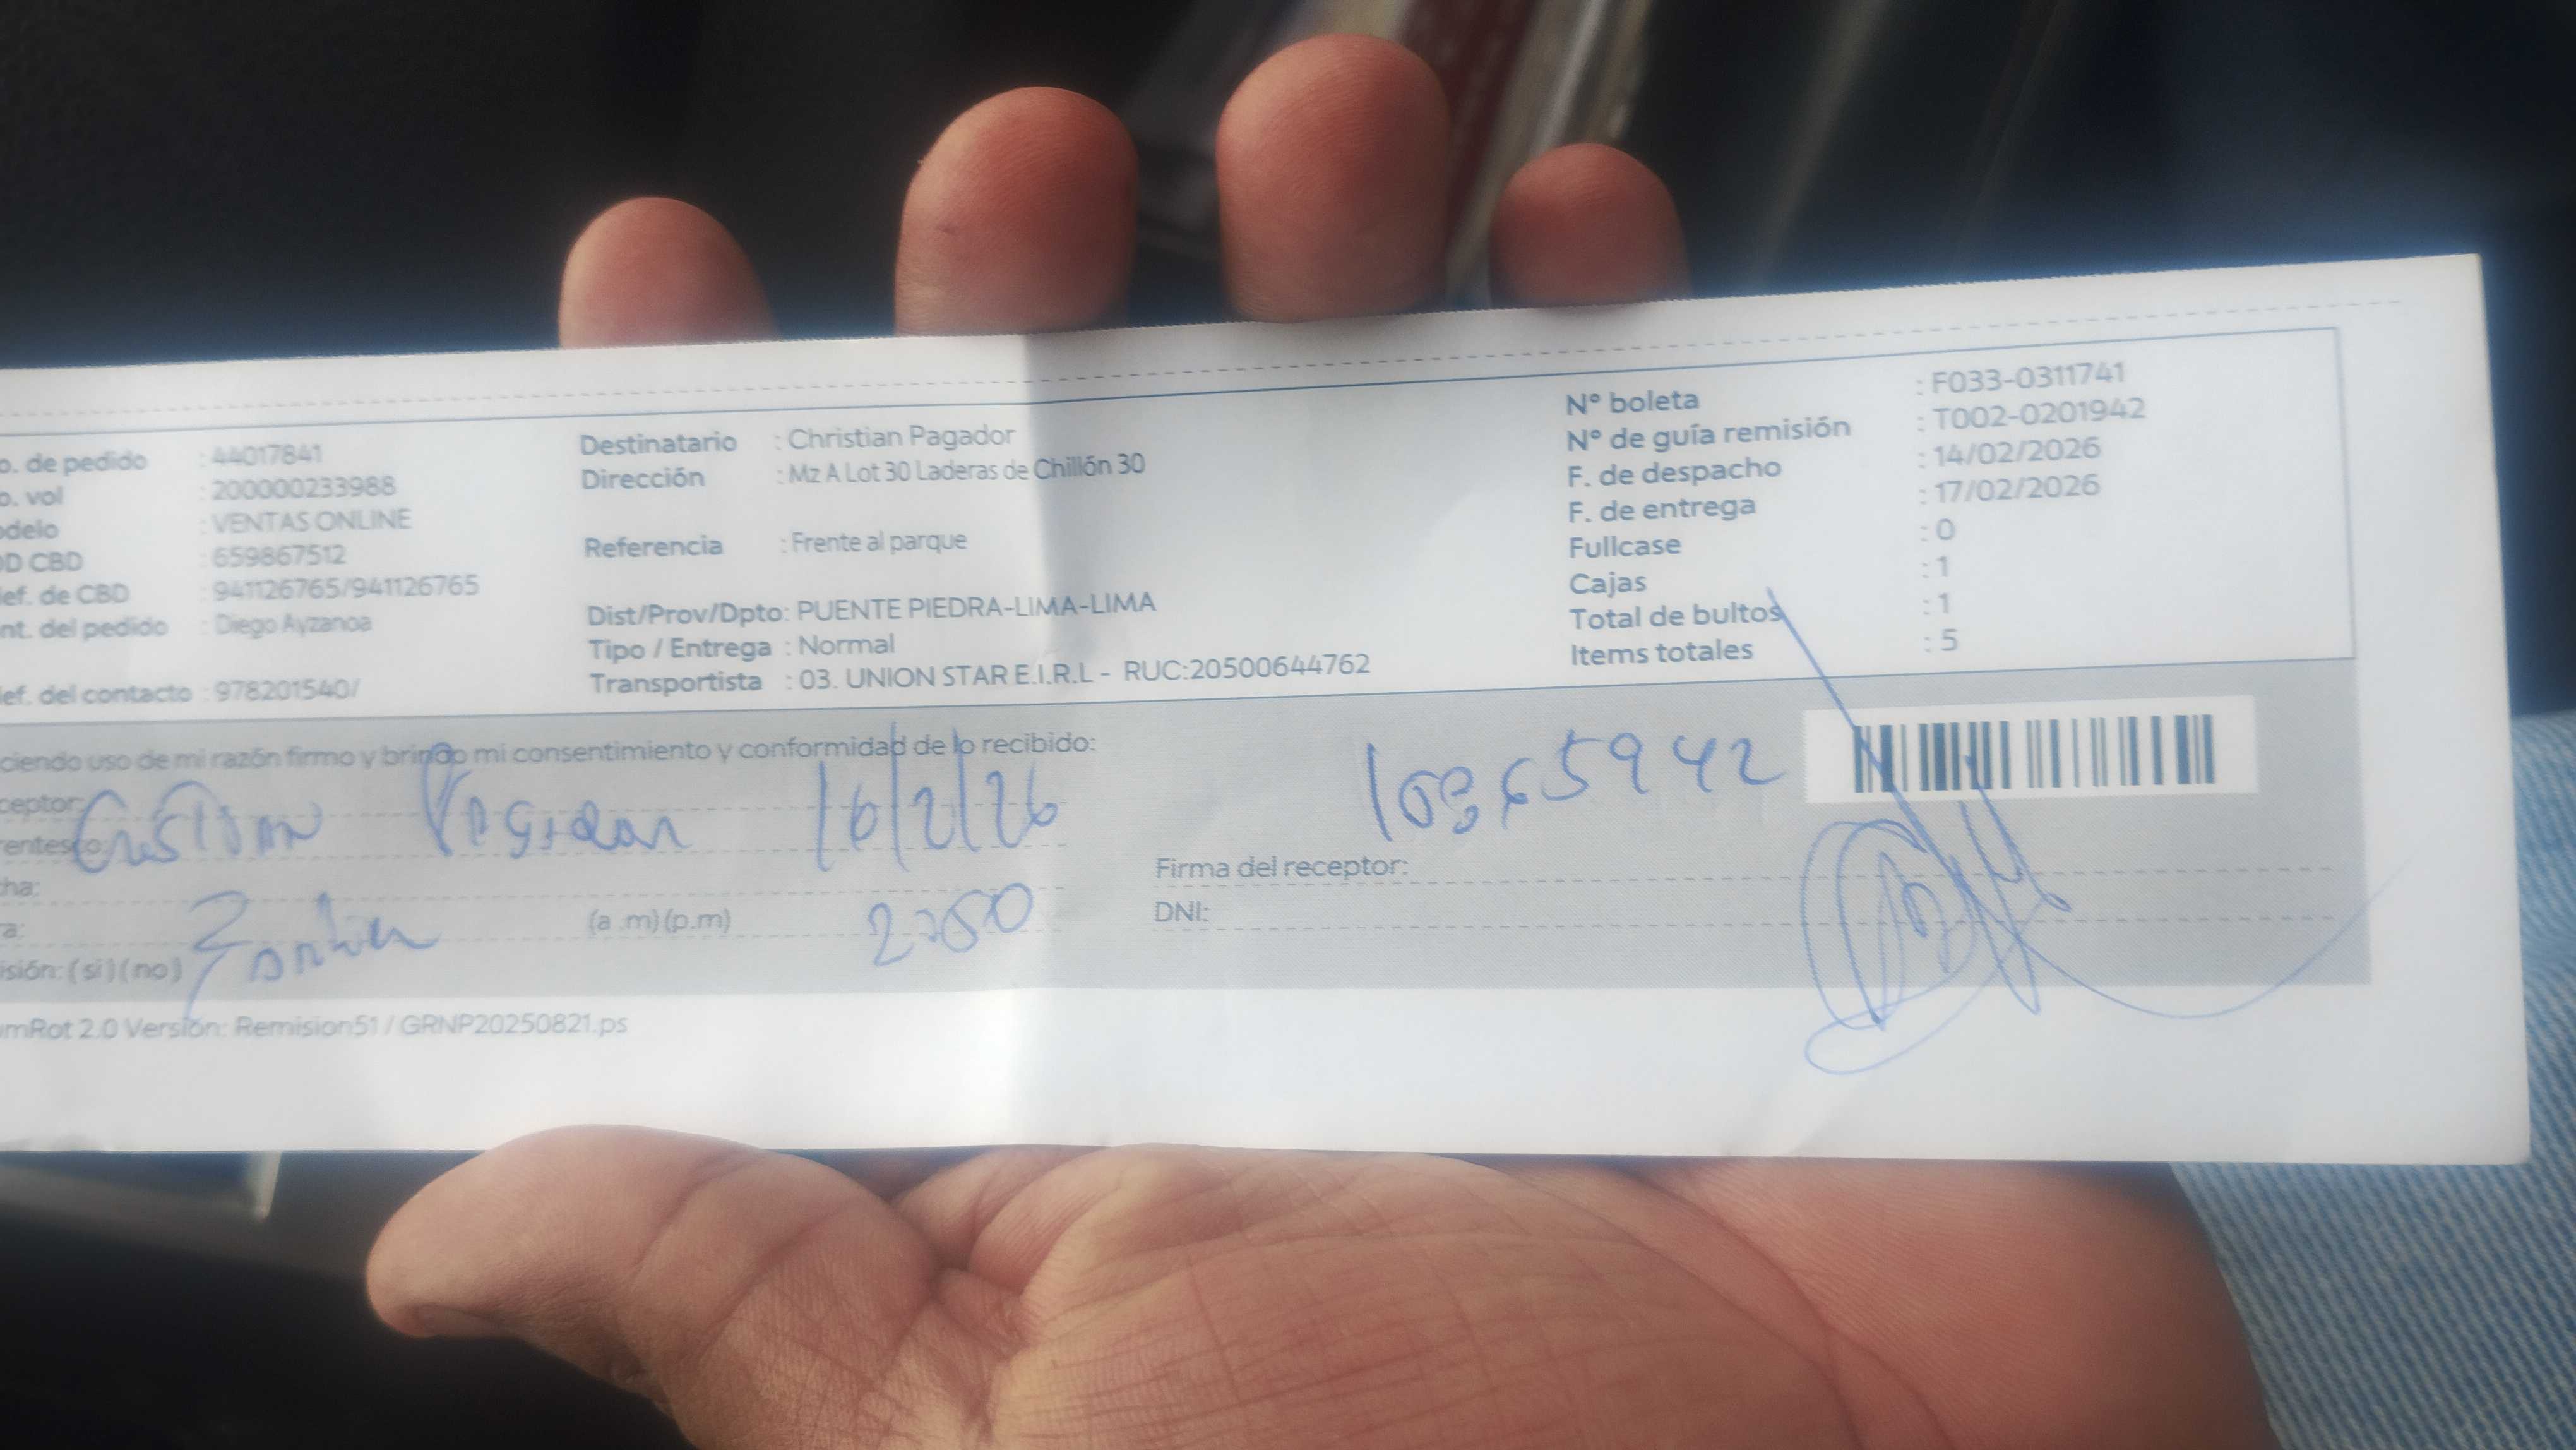 o. de pedido : 44017841
o. vol : 200000233988
odelo : VENTAS ONLINE
OD CBD : 659867512
lef. de CBD : 941126765/941126765
nt. del pedido : Diego Ayzanoa
lef. del contacto : 978201540/
Destinatario : Christian Pagador
Dirección : Mz A Lot 30 Laderas de Chillón 30
Referencia : Frente al parque
Dist/Prov/Dpto: PUENTE PIEDRA-LIMA-LIMA
Tipo / Entrega : Normal
Transportista : 03. UNION STAR E.I.R.L - RUC:20500644762
N° boleta : F033-0311741
N° de guía remisión : T002-0201942
F. de despacho : 14/02/2026
F. de entrega : 17/02/2026
Fullcase : 0
Cajas : 1
Total de bultos : 1
Items totales : 5
ciendo uso de mi razón firmo y brindo mi consentimiento y conformidad de lo recibido:
ceptor:
entesco: 16/2/26
cha:
ra: (a .m) (p.m)
isión: (si) (no)
Firma del receptor:
DNI:
mRot 2.0 Versión: Remision51 / GRNP20250821.ps